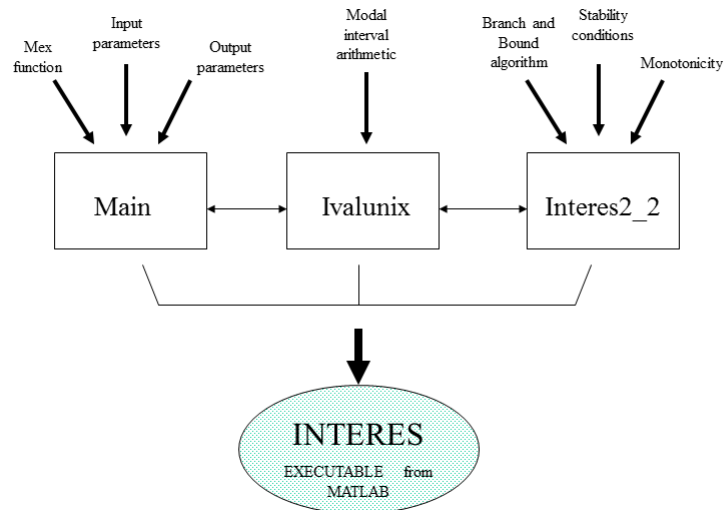 Mex
function
Input
parameters
Output
parameters
Modal
interval
arithmetic
Branch and
Bound
algorithm
Stability
conditions
Monotonicity
Main
Ivalunix
Interes2_2
INTERES
EXECUTABLE from
MATLAB